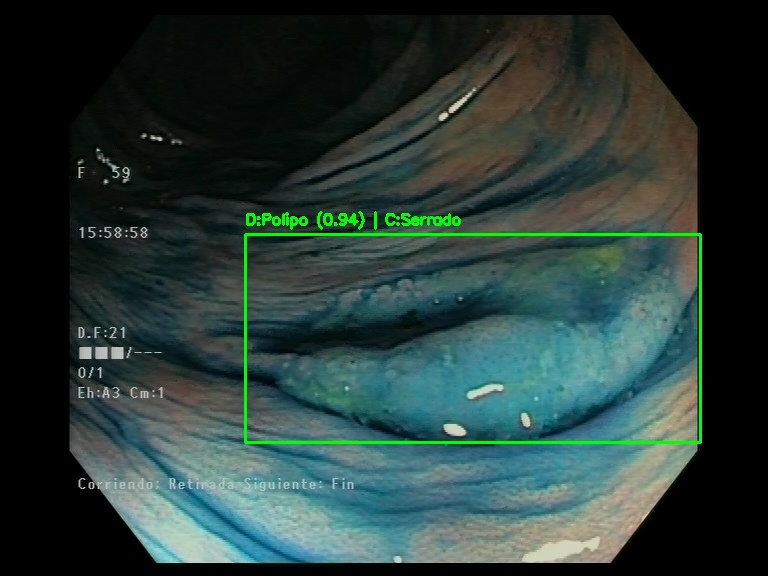 D:Polipo (0.94) | C:Serrado
F 59
15:58:58
D.F:21
■■■/---
0/1
Eh:A3 Cm:1
Corriendo: Retirada Siguiente: Fin